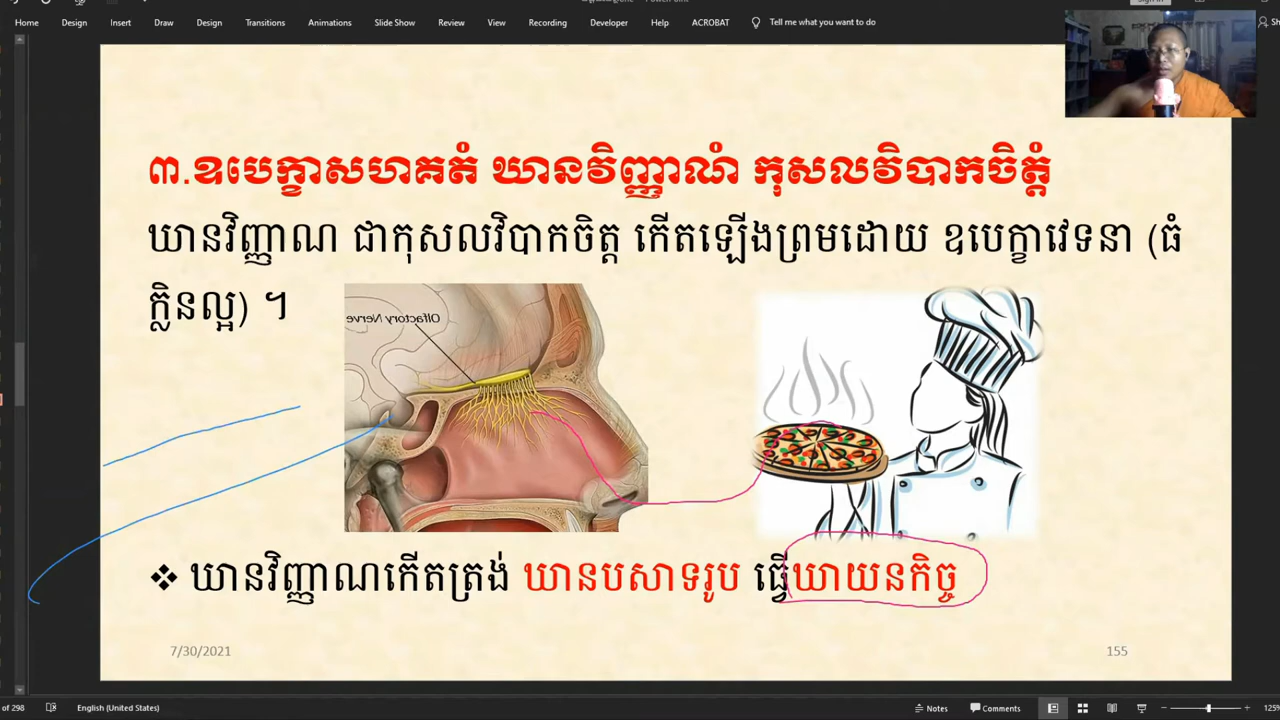 Home Design Insert Draw Design Transitions Animations Slide Show Review View Recording Developer Help ACROBAT Tell me what you want to do
៣.ឧបេក្ខាសហគតំ ឃានវិញ្ញាណំ កុសលវិបាកចិត្តំ
ឃានវិញ្ញាណ ជាកុសលវិបាកចិត្ត កើតឡើងព្រមដោយ ឧបេក្ខាវេទនា (ធំ
ក្លិនល្អ) ។
Olfactory Nerve
❖ ឃានវិញ្ញាណកើតត្រង់ ឃានបសាទរូប ធ្វើឃាយនកិច្ច
7/30/2021 155
of 298 English (United States) Notes Comments 125%